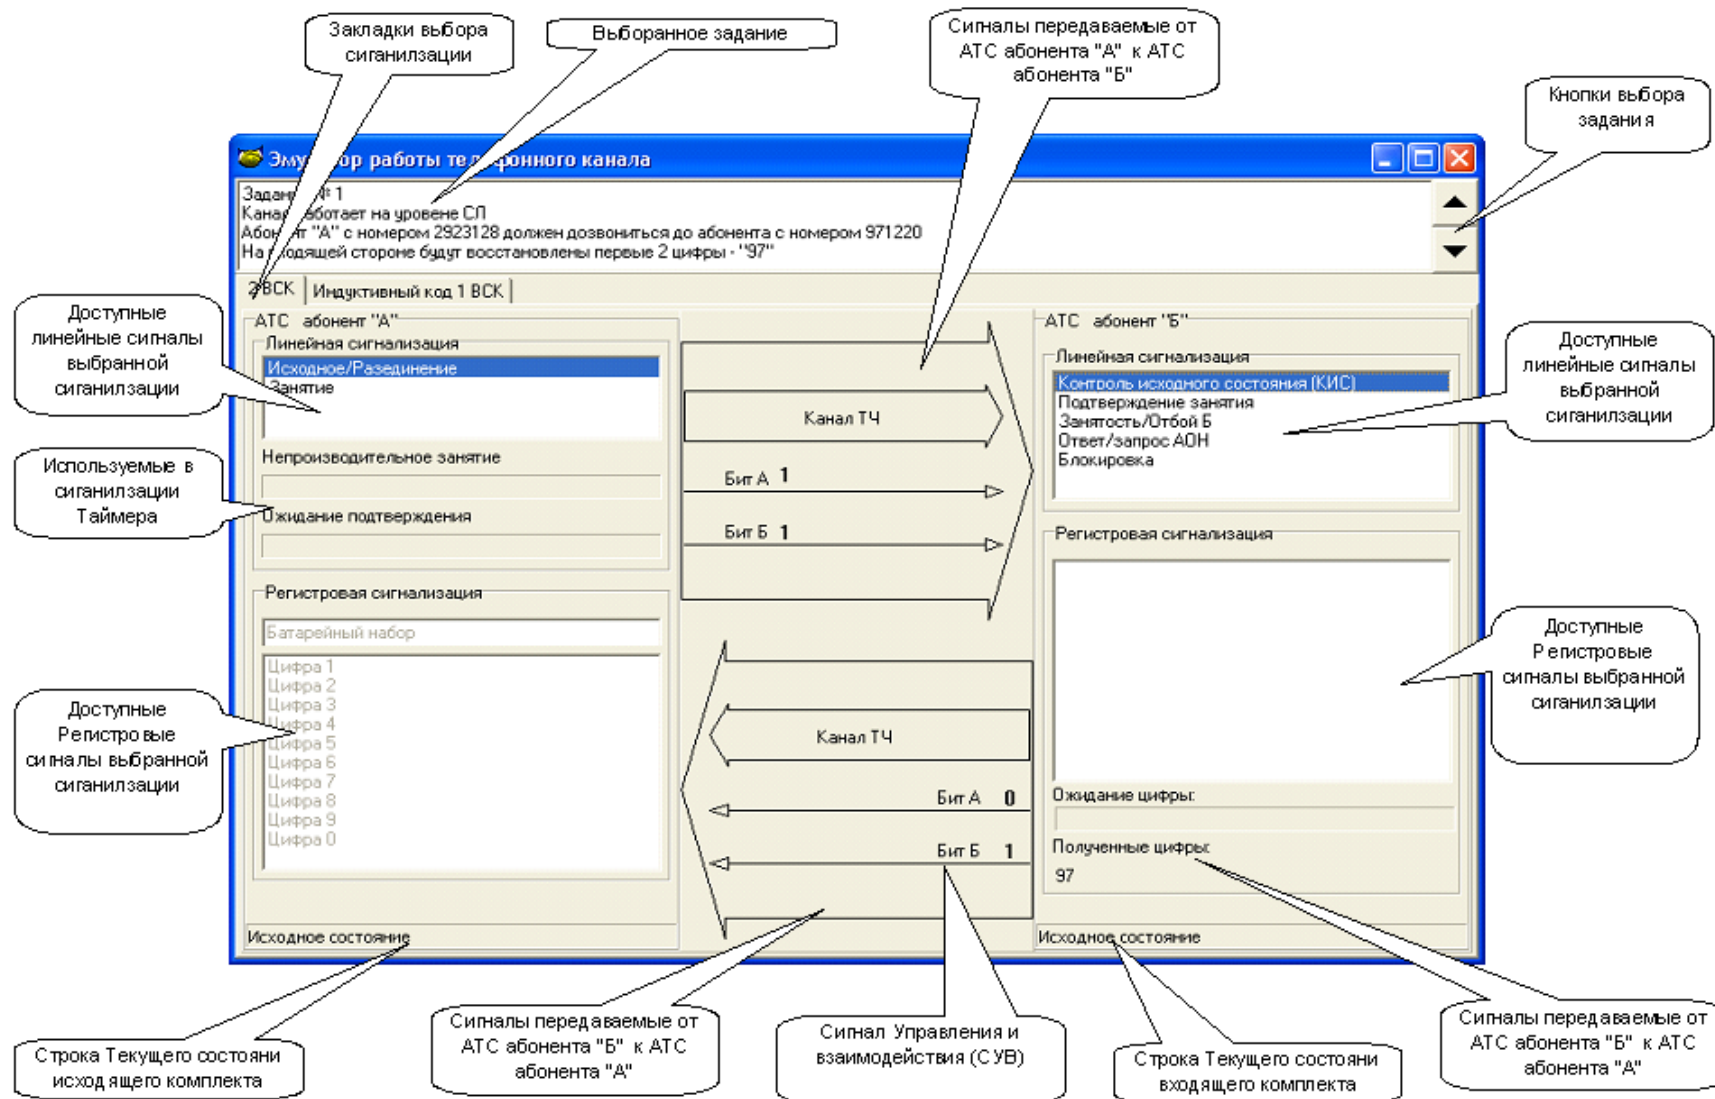 Закладки выбора
сиганилзации
Выборанное задание
Сигналы передаваемые от
АТС абонента "А" к АТС
абонента "Б"
Кнопки выбора
задания
Эмулятор работы телефонного канала
Задание № 1
Канал работает на уровене СЛ
Абонент "А" с номером 2923128 должен дозвониться до абонента с номером 971220
На входящей стороне будут восстановлены первые 2 цифры - "97"
2 ВСК
Индуктивный код 1 ВСК
Доступные
линейные сигналы
выбранной
сиганилзации
Используемые в
сиганилзации
Таймера
Доступные
Регистровые
сигналы выбранной
сиганилзации
АТС абонент "А"
Линейная сигнализация
Исходное/Разединение
Занятие
Непроизводительное занятие
Ожидание подтверждения
Регистровая сигнализация
Батарейный набор
Цифра 1
Цифра 2
Цифра 3
Цифра 4
Цифра 5
Цифра 6
Цифра 7
Цифра 8
Цифра 9
Цифра 0
Исходное состояние
Канал ТЧ
Бит А 1
Бит Б 1
Канал ТЧ
Бит А 0
Бит Б 1
АТС абонент "Б"
Линейная сигнализация
Контроль исходного состояния (КИС)
Подтверждение занятия
Занятость/Отбой Б
Ответ/запрос АОН
Блокировка
Регистровая сигнализация
Ожидание цифры:
Полученные цифры:
97
Исходное состояние
Доступные
линейные сигналы
выбранной
сиганилзации
Доступные
Регистровые
сигналы выбранной
сиганилзации
Строка Текущего состояни
исходящего комплекта
Сигналы передаваемые от
АТС абонента "Б" к АТС
абонента "А"
Сигнал Управления и
взаимодействия (СУВ)
Строка Текущего состояни
входящего комплекта
Сигналы передаваемые от
АТС абонента "Б" к АТС
абонента "А"